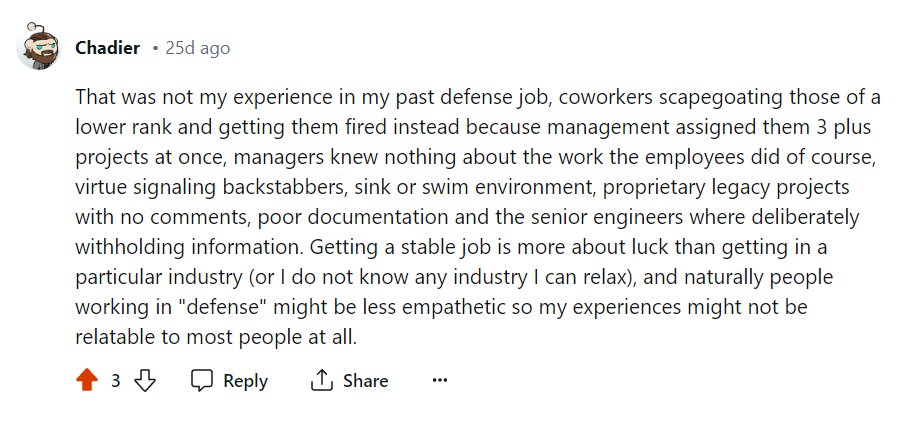 Chadier • 25d ago
That was not my experience in my past defense job, coworkers scapegoating those of a
lower rank and getting them fired instead because management assigned them 3 plus
projects at once, managers knew nothing about the work the employees did of course,
virtue signaling backstabbers, sink or swim environment, proprietary legacy projects
with no comments, poor documentation and the senior engineers where deliberately
withholding information. Getting a stable job is more about luck than getting in a
particular industry (or I do not know any industry I can relax), and naturally people
working in "defense" might be less empathetic so my experiences might not be
relatable to most people at all.
3 Reply Share ...